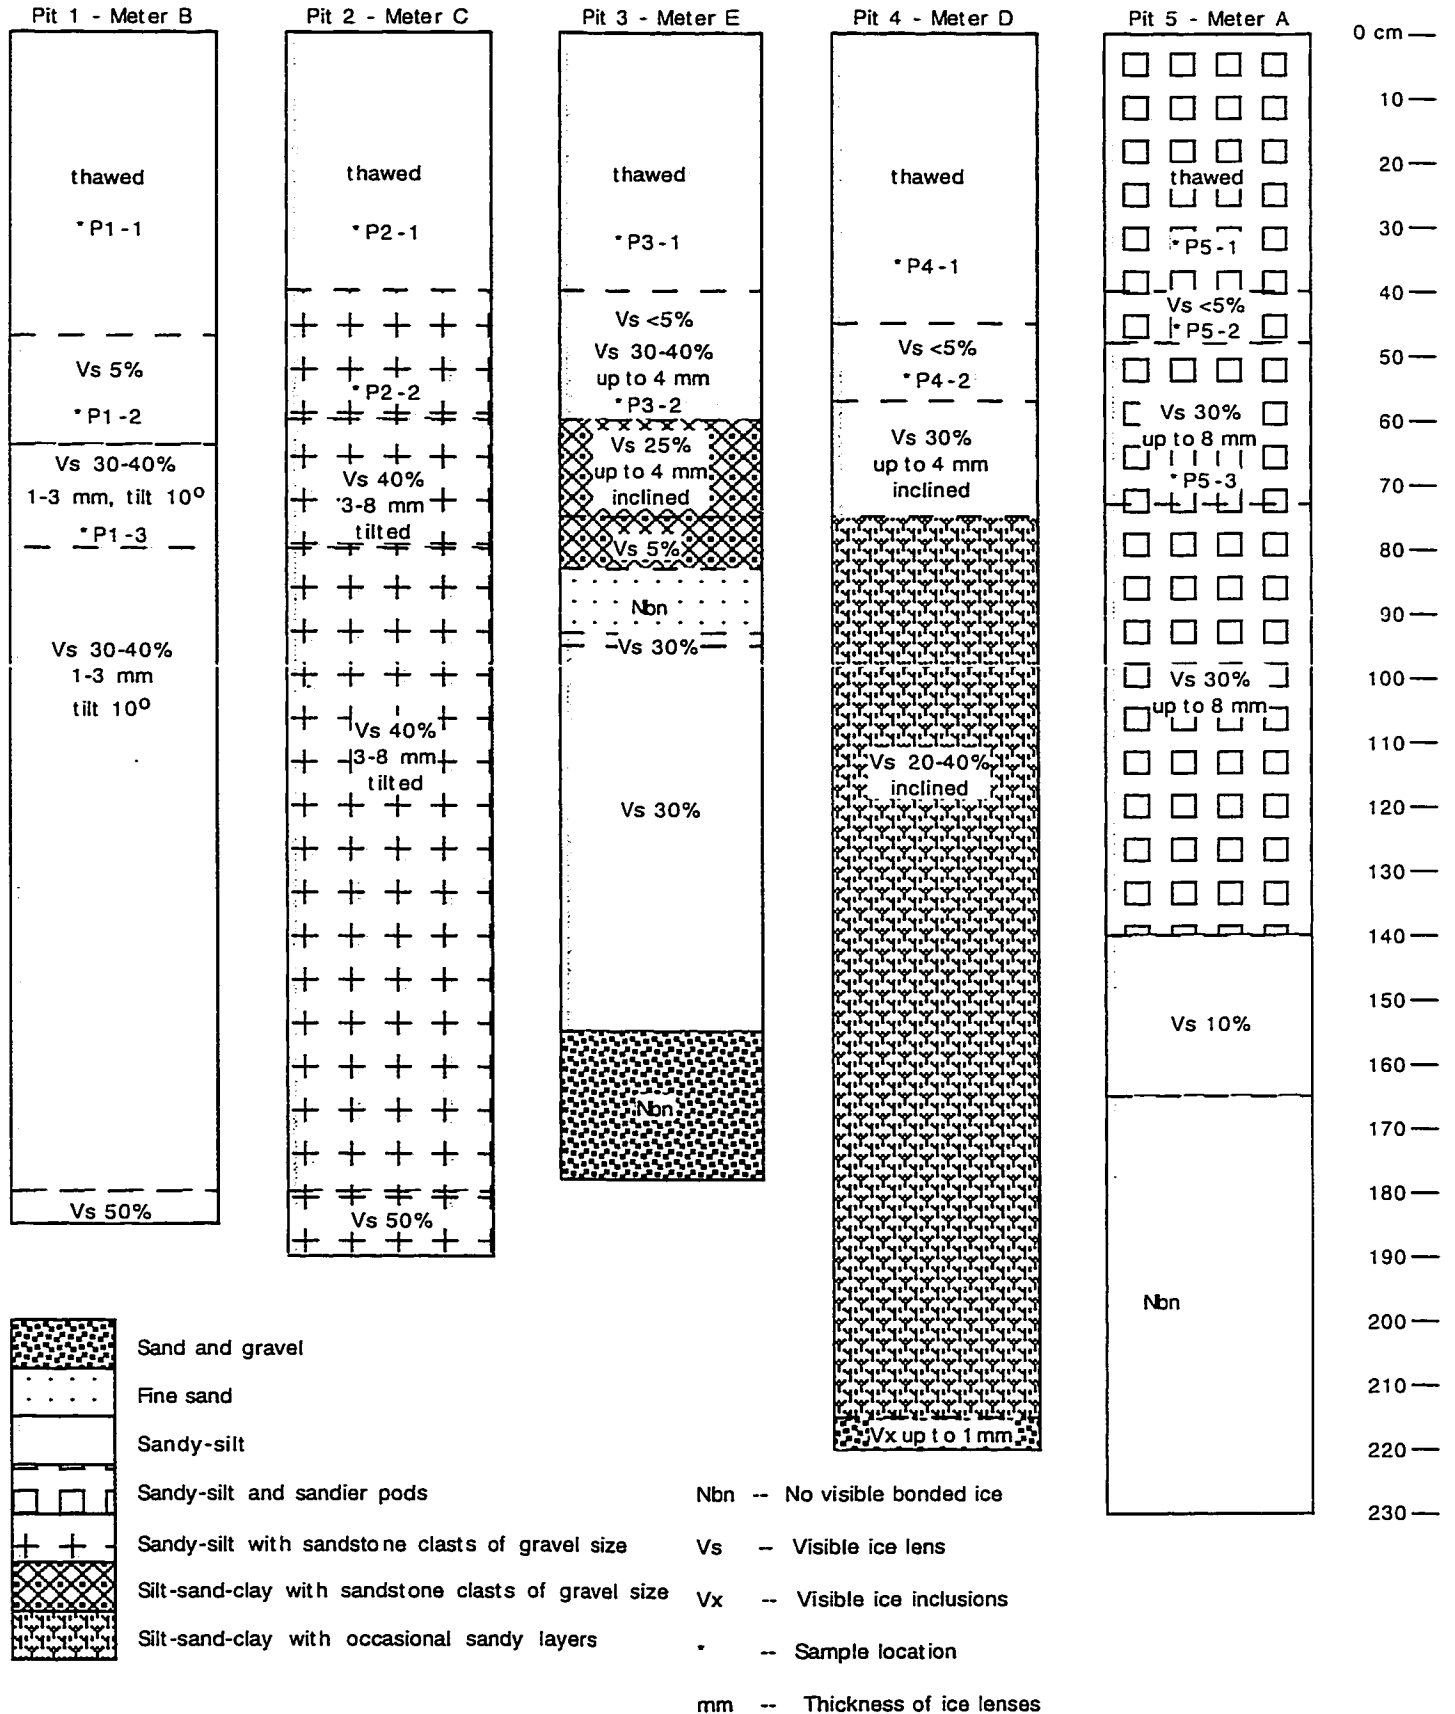 Pit 1 - Meter B
Pit 2 - Meter C
Pit 3 - Meter E
Pit 4 - Meter D
Pit 5 - Meter A
thawed
*P1-1
Vs 5%
*P1-2
Vs 30-40%
1-3 mm, tilt 10°
*P1-3
Vs 30-40%
1-3 mm
tilt 10°
Vs 50%
thawed
*P2-1
*P2-2
Vs 40%
3-8 mm
tilted
Vs 40%
3-8 mm
tilted
Vs 50%
thawed
*P3-1
Vs <5%
Vs 30-40%
up to 4 mm
*P3-2
Vs 25%
up to 4 mm
inclined
Vs 5%
Nbn
Vs 30%
Vs 30%
Nbn
thawed
*P4-1
Vs <5%
*P4-2
Vs 30%
up to 4 mm
inclined
Vs 20-40%
inclined
Vx up to 1 mm
thawed
*P5-1
Vs <5%
*P5-2
Vs 30%
up to 8 mm
*P5-3
Vs 30%
up to 8 mm
Vs 10%
Nbn
0 cm
10
20
30
40
50
60
70
80
90
100
110
120
130
140
150
160
170
180
190
200
210
220
230
Sand and gravel
Fine sand
Sandy-silt
Sandy-silt and sandier pods
Sandy-silt with sandstone clasts of gravel size
Silt-sand-clay with sandstone clasts of gravel size
Silt-sand-clay with occasional sandy layers
Nbn -- No visible bonded ice
Vs -- Visible ice lens
Vx -- Visible ice inclusions
* -- Sample location
mm -- Thickness of ice lenses